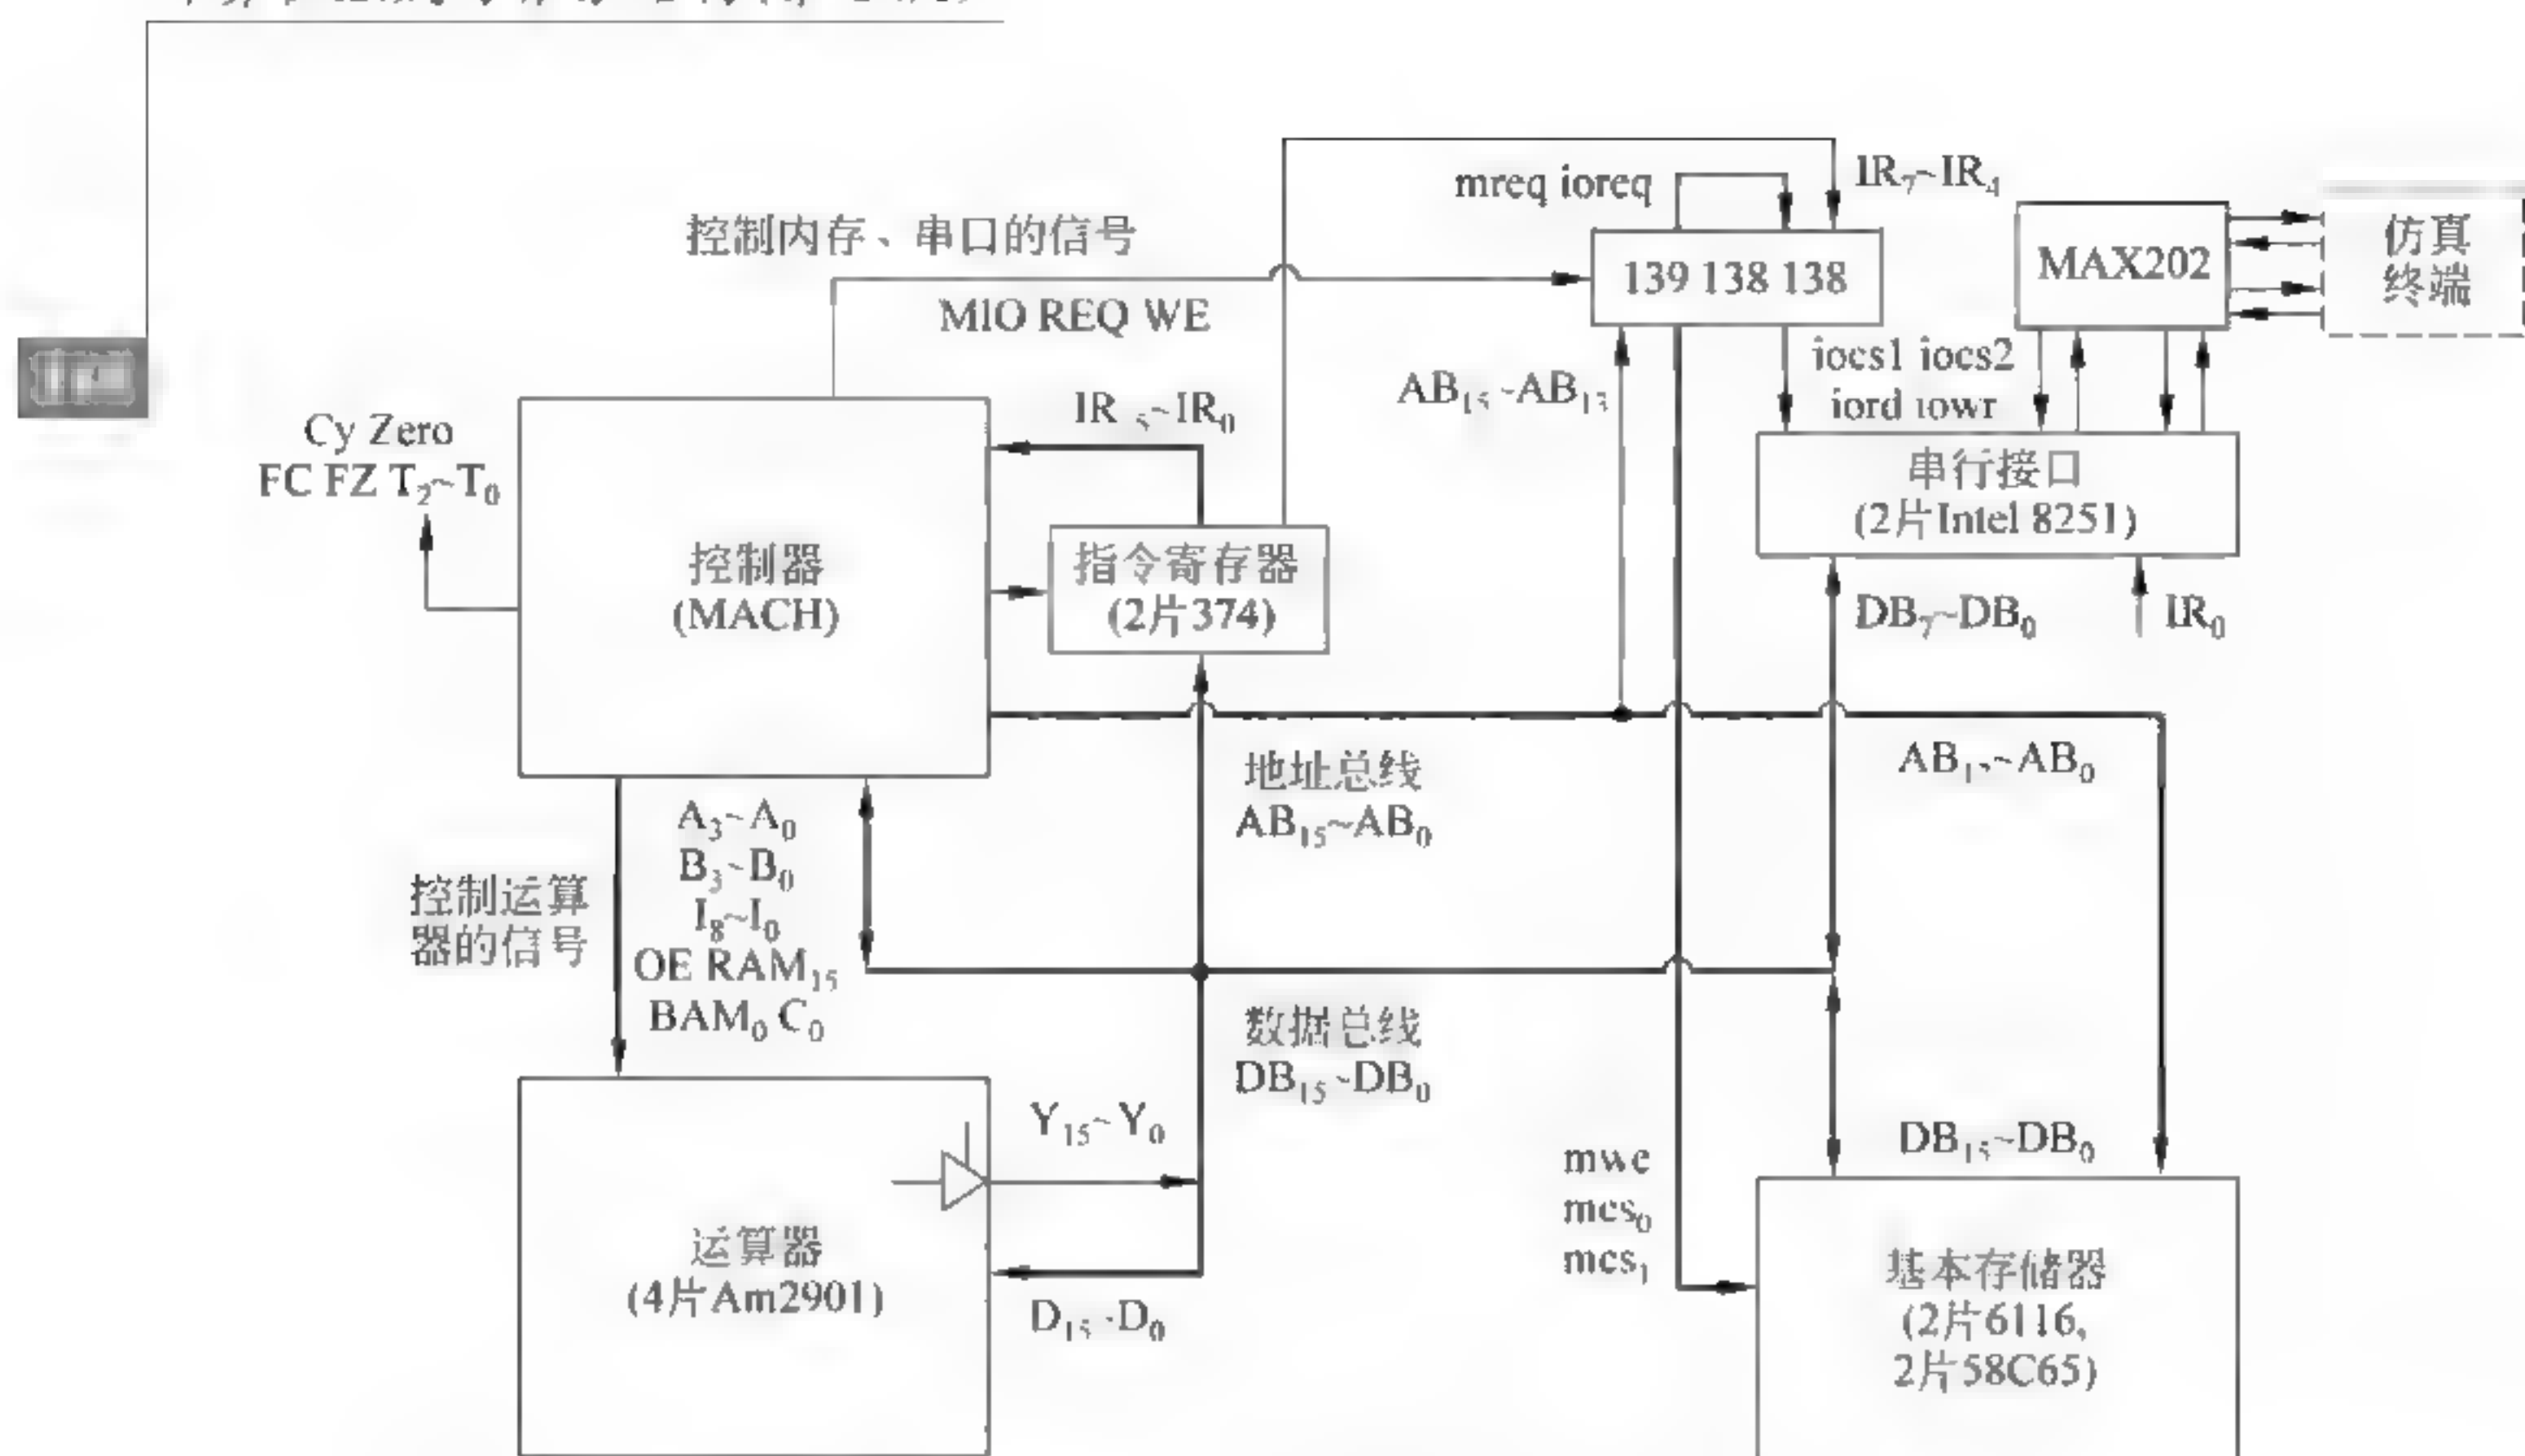 mreq ioreq
IR₇~IR₄
控制内存、串口的信号
MIO REQ WE
139 138 138
MAX202
仿真
终端
iocs1 iocs2
iord iowr
AB₁₅~AB₁₃
Cy Zero
FC FZ T₂~T₀
控制器
(MACH)
指令寄存器
(2片374)
串行接口
(2片Intel 8251)
DB₇~DB₀
IR₀
地址总线
AB₁₅~AB₀
A₃~A₀
B₃~B₀
I₈~I₀
OE RAM₁₅
BAM₀ C₀
控制运算
器的信号
数据总线
DB₁₅~DB₀
Y₁₅~Y₀
D₁₅~D₀
运算器
(4片Am2901)
DB₁₅~DB₀
mwe
mcs₀
mcs₁
基本存储器
(2片6116,
2片58C65)